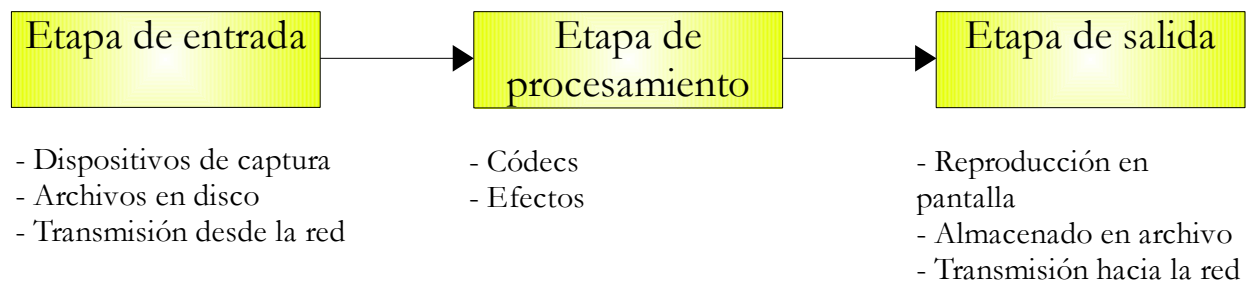 Etapa de entrada
Etapa de
procesamiento
Etapa de salida
- Dispositivos de captura
- Archivos en disco
- Transmisión desde la red
- Códecs
- Efectos
- Reproducción en
pantalla
- Almacenado en archivo
- Transmisión hacia la red